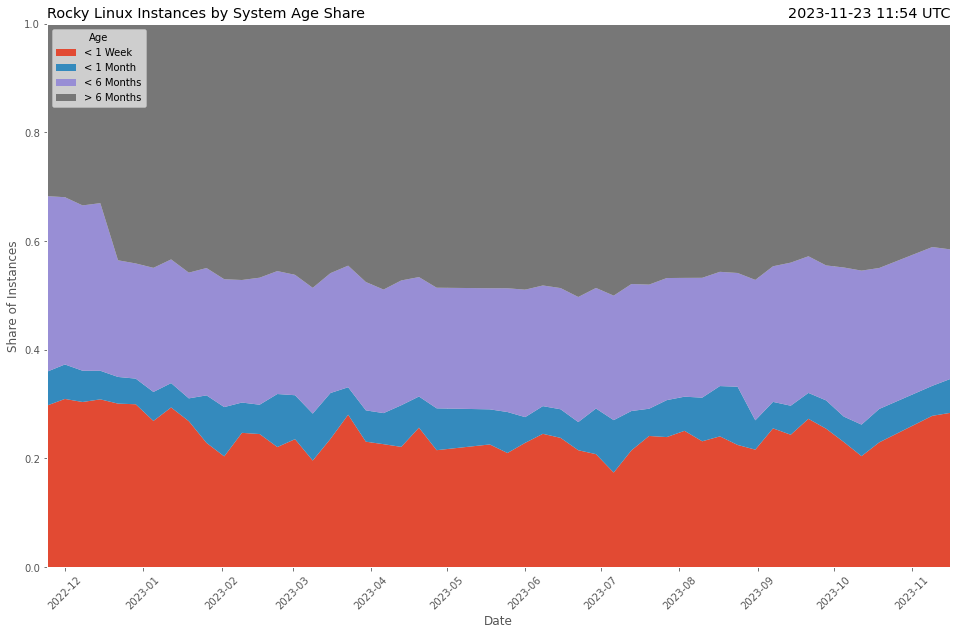 Rocky Linux Instances by System Age Share
2023-11-23 11:54 UTC
Age
< 1 Week
< 1 Month
< 6 Months
> 6 Months
Share of Instances
1.0
0.8
0.6
0.4
0.2
0.0
2022-12
2023-01
2023-02
2023-03
2023-04
2023-05
2023-06
2023-07
2023-08
2023-09
2023-10
2023-11
Date